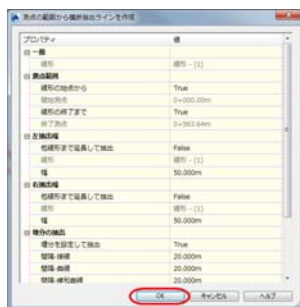 測点の範囲から横断抽出ラインを作成
プロパティ 値
一般
線形 線形 - (1)
測点範囲
線形の始点から True
開始測点 0+000.00m
線形の終了まで True
終了測点 0+563.64m
左抽出幅
他線形まで延長して抽出 False
線形 線形 - (1)
幅 50.000m
右抽出幅
他線形まで延長して抽出 False
線形 線形 - (1)
幅 50.000m
増分の抽出
増分を設定して抽出 True
間隔-接線 20.000m
間隔-曲線 20.000m
間隔-緩和曲線 20.000m
OK キャンセル ヘルプ